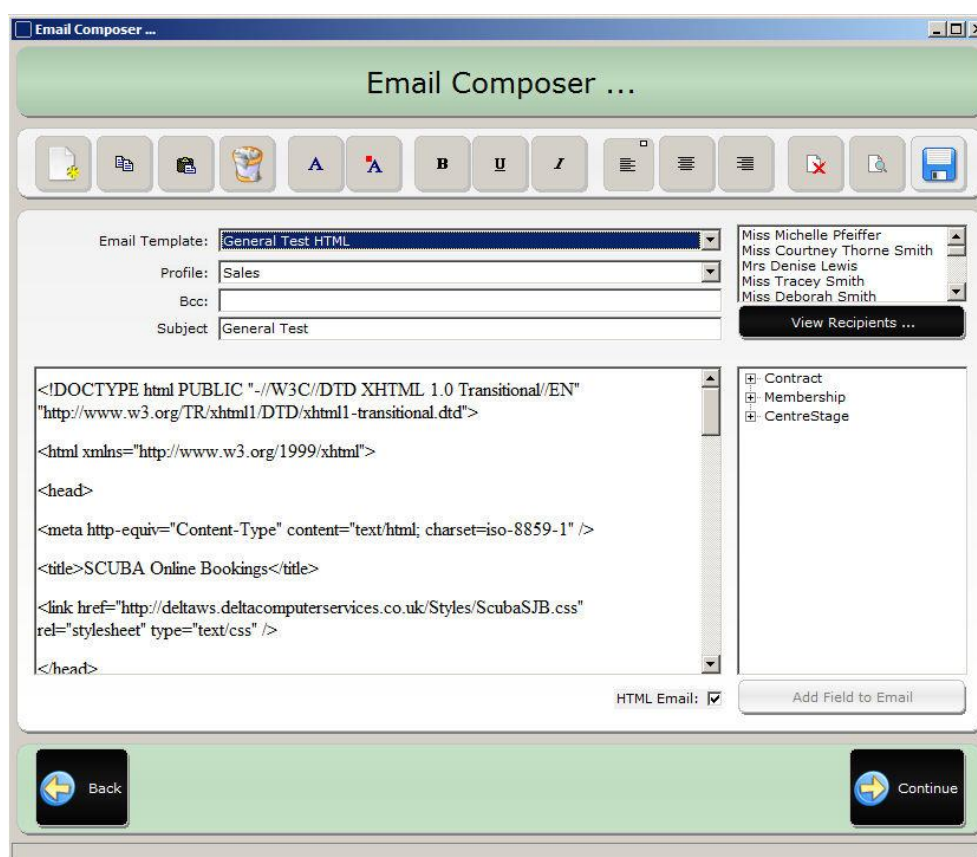 Email Composer ...
Email Composer ...
A A B U I
Email Template: General Test HTML
Profile: Sales
Bcc:
Subject General Test
Miss Michelle Pfeiffer
Miss Courtney Thorne Smith
Mrs Denise Lewis
Miss Tracey Smith
Miss Deborah Smith
View Recipients ...
<!DOCTYPE html PUBLIC "-//W3C//DTD XHTML 1.0 Transitional//EN"
"http://www.w3.org/TR/xhtml1/DTD/xhtml1-transitional.dtd">
<html xmlns="http://www.w3.org/1999/xhtml">
<head>
<meta http-equiv="Content-Type" content="text/html; charset=iso-8859-1" />
<title>SCUBA Online Bookings</title>
<link href="http://deltaws.deltacomputerservices.co.uk/Styles/ScubaSJB.css"
rel="stylesheet" type="text/css" />
</head>
Contract
Membership
CentreStage
HTML Email:
Add Field to Email
Back
Continue